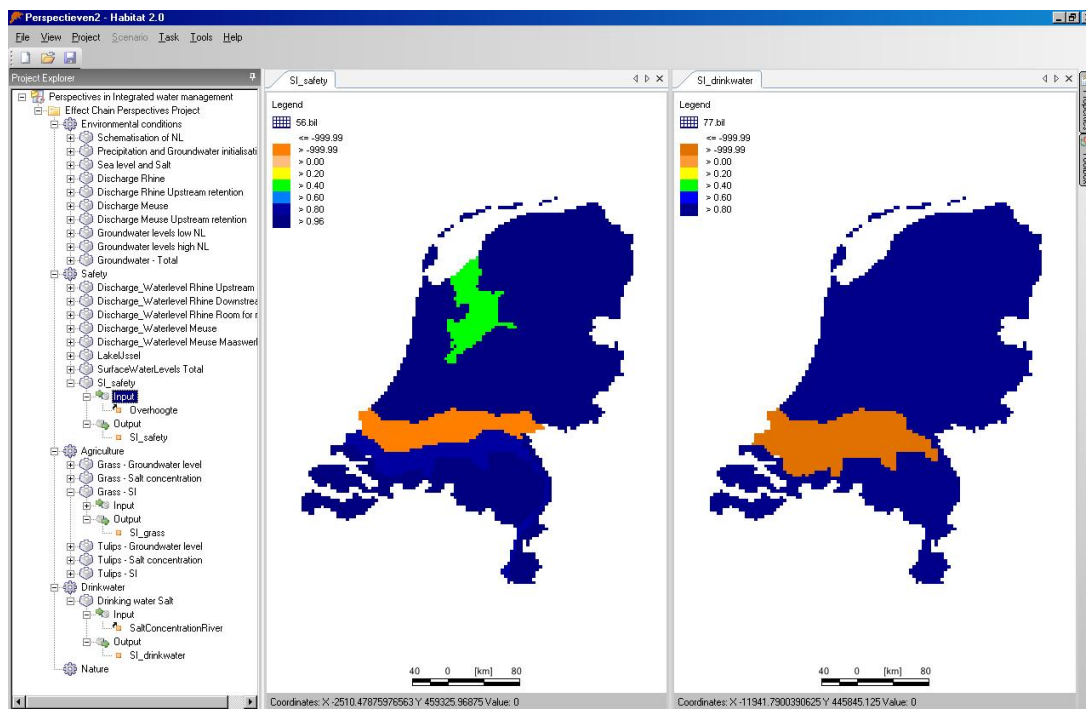 Perspectieven2 - Habitat 2.0
File View Project Scenario Task Tools Help
Project Explorer
Perspectives in Integrated water management
Effect Chain Perspectives Project
Environmental conditions
Schematisation of NL
Precipitation and Groundwater initialisati
Sea level and Salt
Discharge Rhine
Discharge Rhine Upstream retention
Discharge Meuse
Discharge Meuse Upstream retention
Groundwater levels low NL
Groundwater levels high NL
Groundwater - Total
Safety
Discharge_Waterlevel Rhine Upstream
Discharge_Waterlevel Rhine Downstrea
Discharge_Waterlevel Rhine Room for r
Discharge_Waterlevel Meuse
Discharge_Waterlevel Meuse Maaswerl
LakeIJssel
SurfaceWaterLevels Total
SI_safety
Input
Overhoogte
Output
SI_safety
Agriculture
Grass - Groundwater level
Grass - Salt concentration
Grass - SI
Input
Output
SI_grass
Tulips - Groundwater level
Tulips - Salt concentration
Tulips - SI
Drinkwater
Drinking water Salt
Input
SaltConcentrationRiver
Output
SI_drinkwater
Nature
SI_safety
Legend
56.bil
<= -999.99
> -999.99
> 0.00
> 0.20
> 0.40
> 0.60
> 0.80
> 0.96
40 0 [km] 80
Coordinates: X -2510.47875976563 Y 459325.96875 Value: 0
SI_drinkwater
Legend
77.bil
<= -999.99
> -999.99
> 0.00
> 0.20
> 0.40
> 0.60
> 0.80
40 0 [km] 80
Coordinates: X -11941.7900390625 Y 445845.125 Value: 0